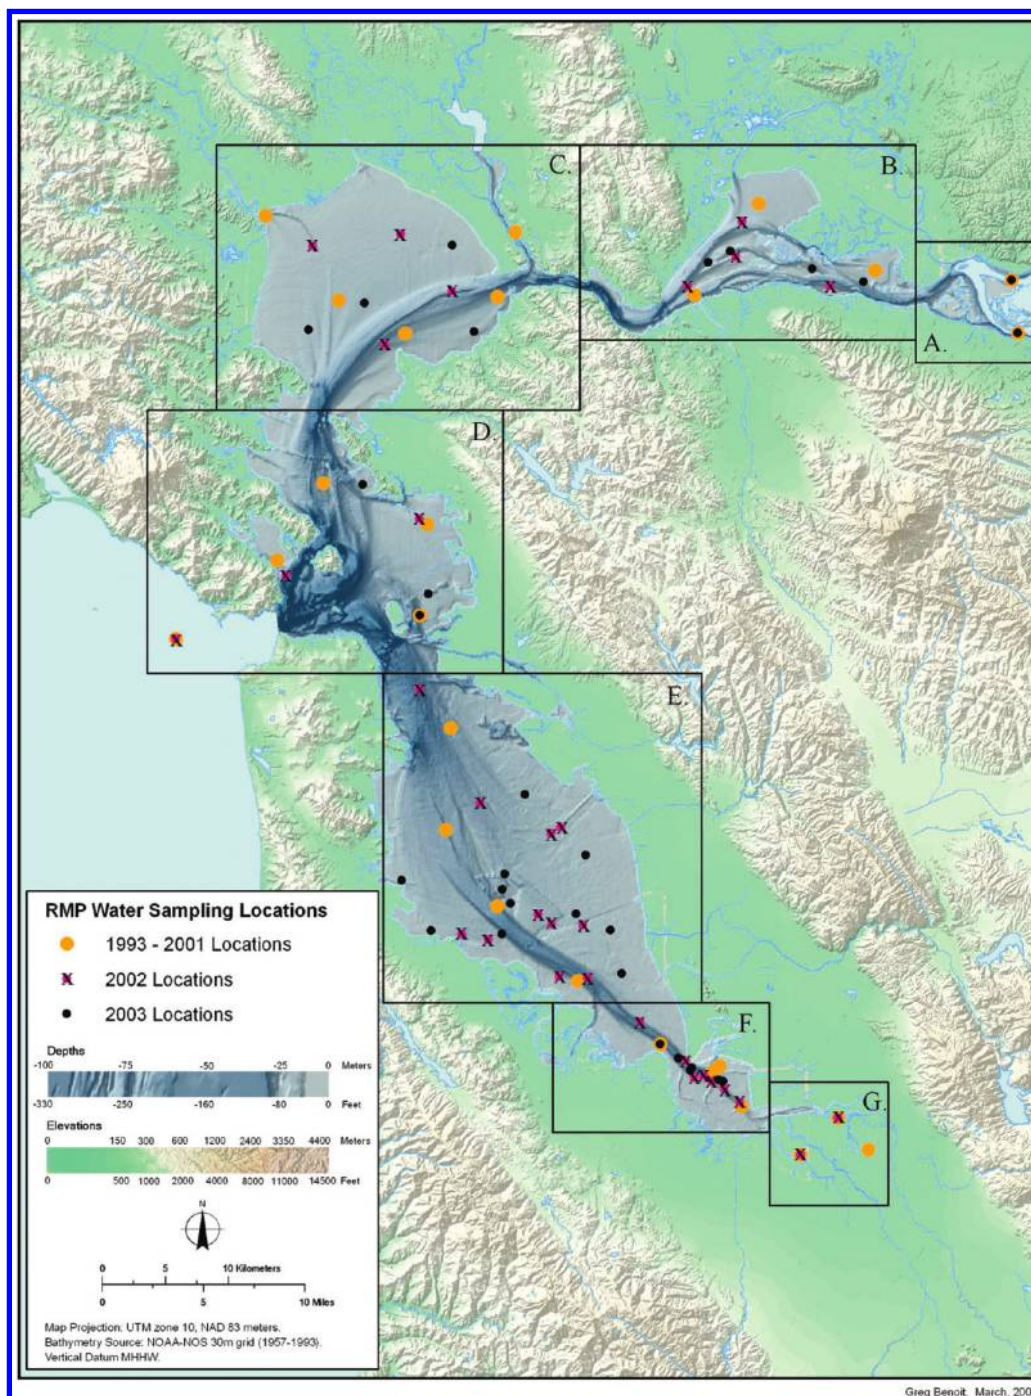 C.
B.
A.
D.
E.
F.
G.
RMP Water Sampling Locations
1993 - 2001 Locations
X 2002 Locations
2003 Locations
Depths
-100 -75 -50 -25 0 Meters
-330 -250 -160 -80 0 Feet
Elevations
0 150 300 600 1200 2400 3350 4400 Meters
0 500 1000 2000 4000 8000 11000 14500 Feet
N
0 5 10 Kilometers
0 5 10 Miles
Map Projection: UTM zone 10, NAD 83 meters.
Bathymetry Source: NOAA-NOS 30m grid (1957-1993).
Vertical Datum MHHW.
Greg Benoit. March, 200